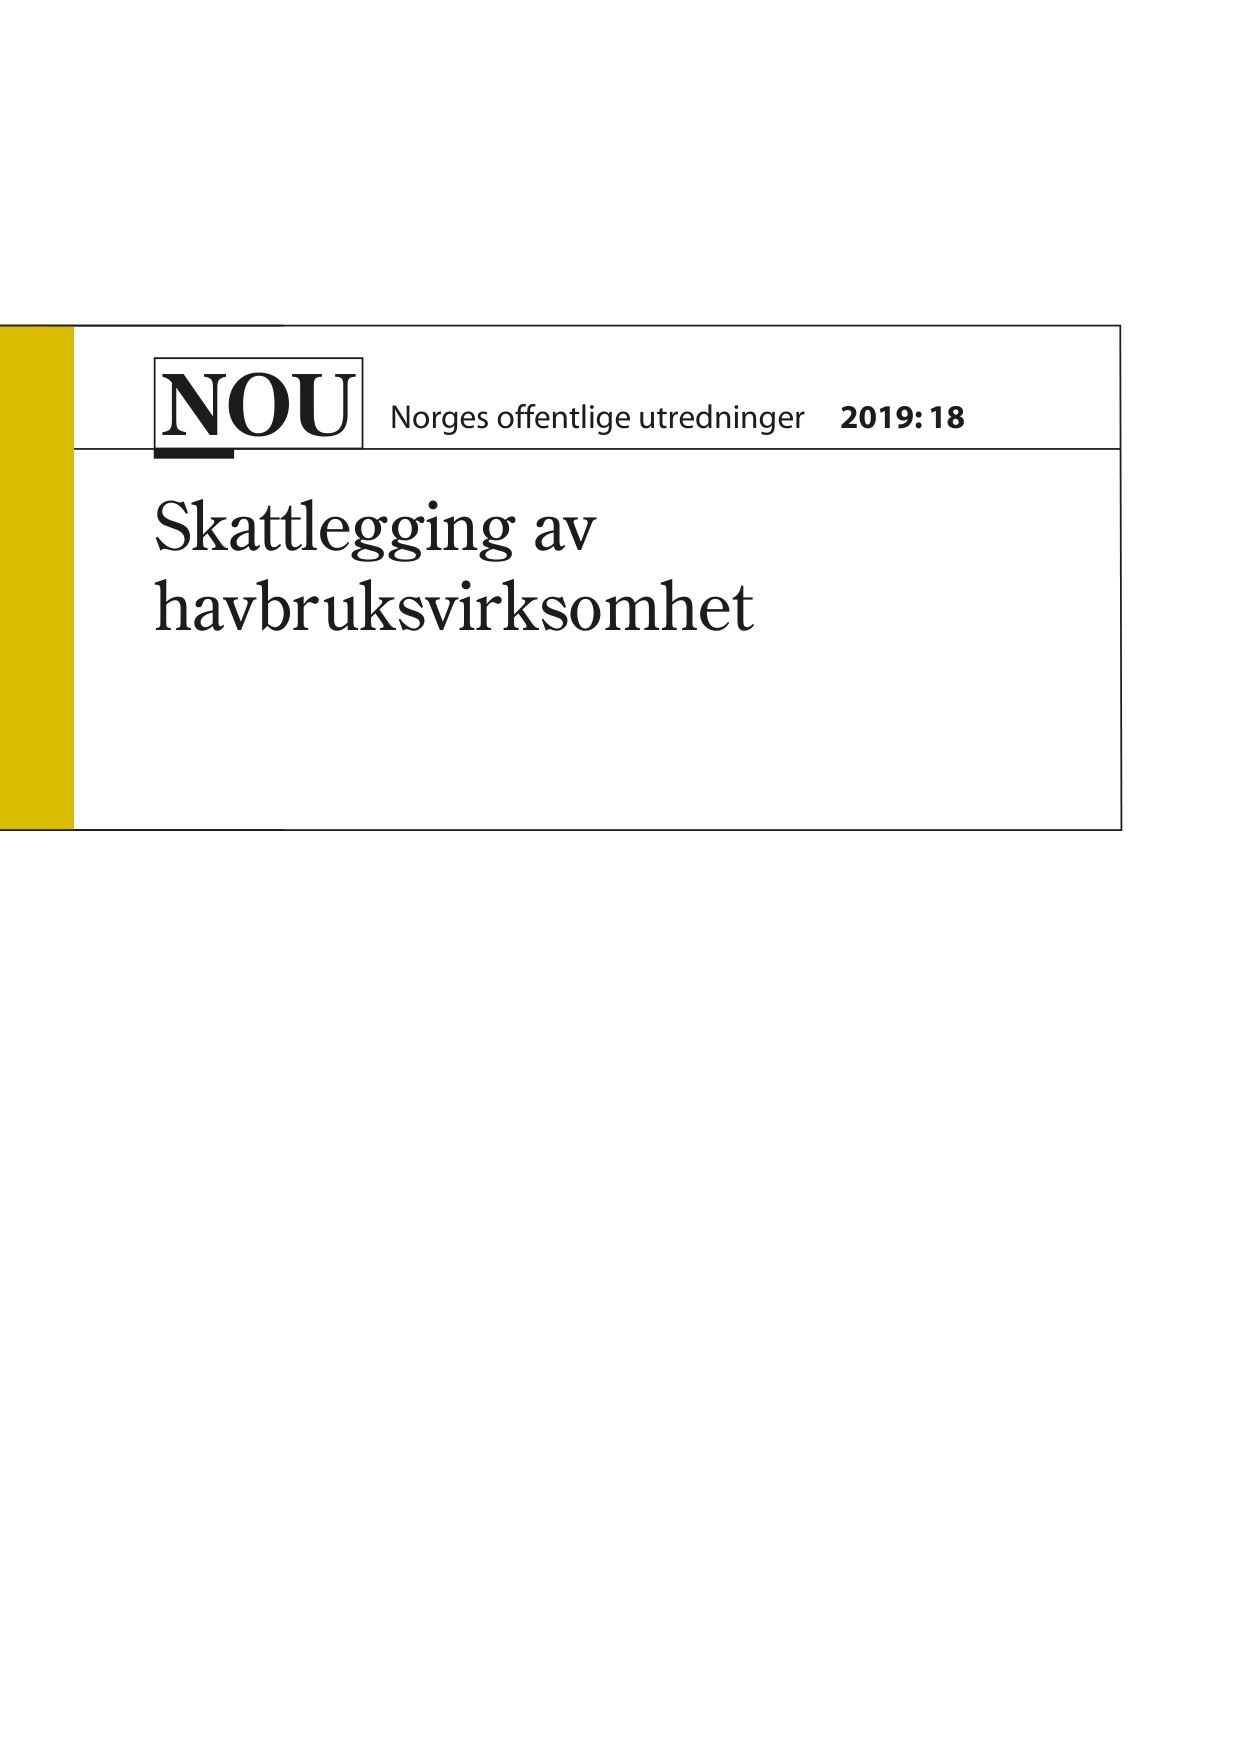 NOU Norges offentlige utredninger 2019: 18
Skattlegging av
havbruksvirksomhet